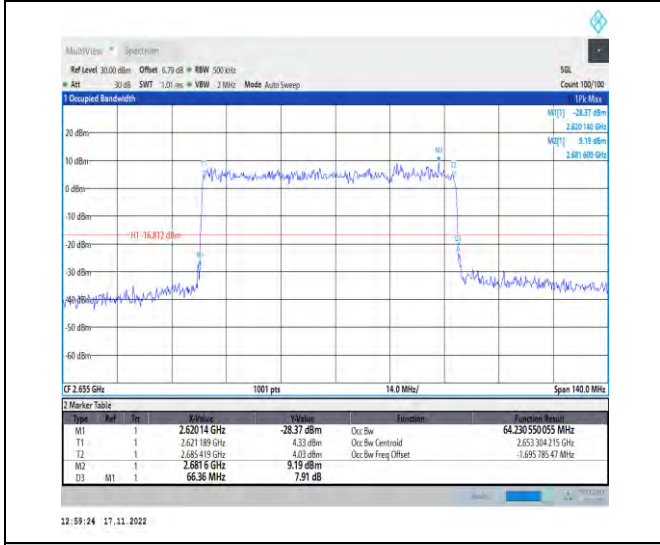 MultiView Spectrum
Ref Level 30.00 dBm Offset 6.79 dB RBW 500 kHz SGL
Att 30 dB SWT 1.01 ms VBW 2 MHz Mode Auto Sweep Count 100/100
1 Occupied Bandwidth 1Pk Max
M1[1] -28.37 dBm
2.620 140 GHz
M2[1] 9.19 dBm
2.681 600 GHz
20 dBm
M2
10 dBm
T1 T2
0 dBm
-10 dBm
H1 -16.812 dBm
-20 dBm
D3
M1
-30 dBm
-40 dBm
-50 dBm
-60 dBm
CF 2.655 GHz 1001 pts 14.0 MHz/ Span 140.0 MHz
2 Marker Table
Type Ref Trc X-Value Y-Value Function Function Result
M1 1 2.62014 GHz -28.37 dBm Occ Bw 64.230 550 055 MHz
T1 1 2.621 189 GHz 4.33 dBm Occ Bw Centroid 2.653 304 215 GHz
T2 1 2.685 419 GHz 4.03 dBm Occ Bw Freq Offset -1.695 785 47 MHz
M2 1 2.681 6 GHz 9.19 dBm
D3 M1 1 66.36 MHz 7.91 dB
Ready
12:59:24 17.11.2022